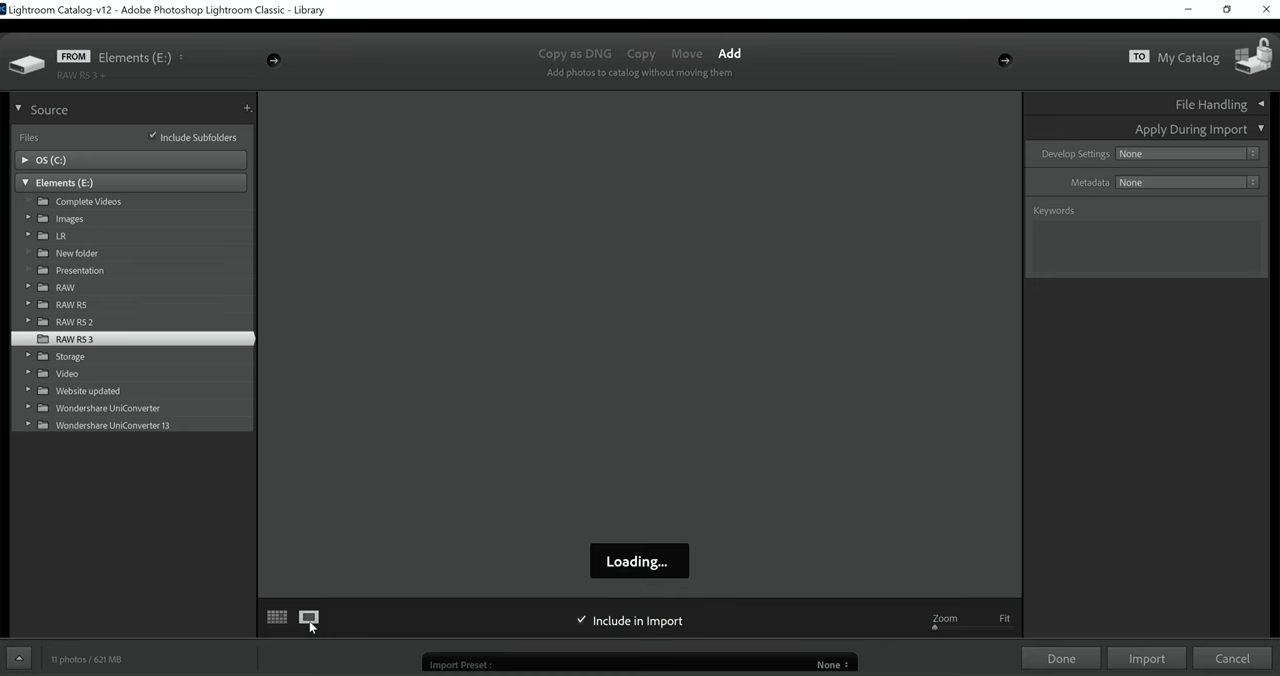 Lightroom Catalog-v12 - Adobe Photoshop Lightroom Classic - Library
FROM Elements (E:)
RAW R5 3 +
Copy as DNG Copy Move Add
Add photos to catalog without moving them
TO My Catalog
Source
Files Include Subfolders
OS (C:)
Elements (E:)
Complete Videos
Images
LR
New folder
Presentation
RAW
RAW R5
RAW R5 2
RAW R5 3
Storage
Video
Website updated
Wondershare UniConverter
Wondershare UniConverter 13
Loading...
Include in Import
Zoom Fit
File Handling
Apply During Import
Develop Settings None
Metadata None
Keywords
11 photos / 621 MB
Import Preset : None
Done Import Cancel